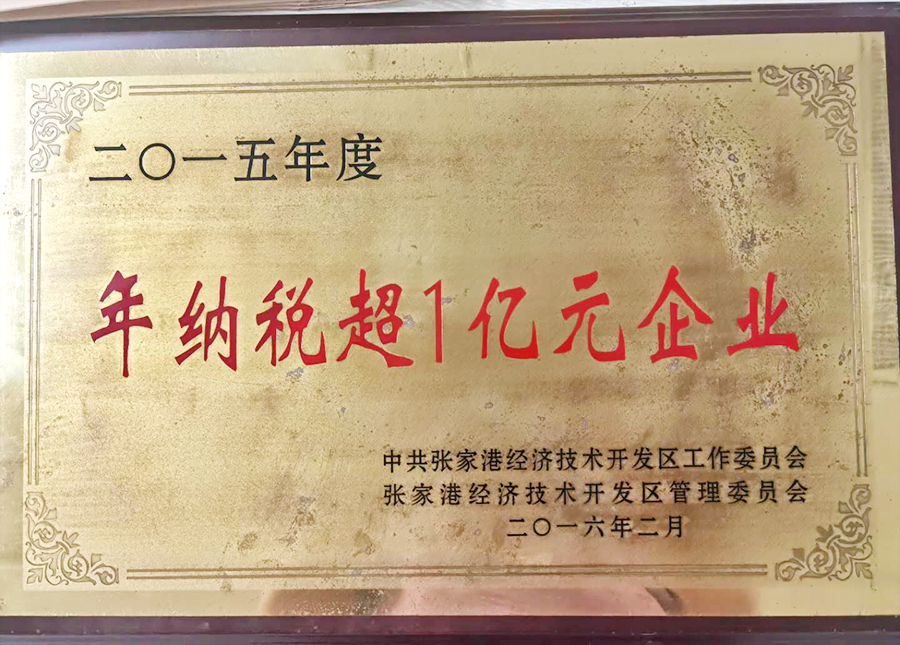 二〇一五年度
年纳税超1亿元企业
中共张家港经济技术开发区工作委员会
张家港经济技术开发区管理委员会
二〇一六年二月